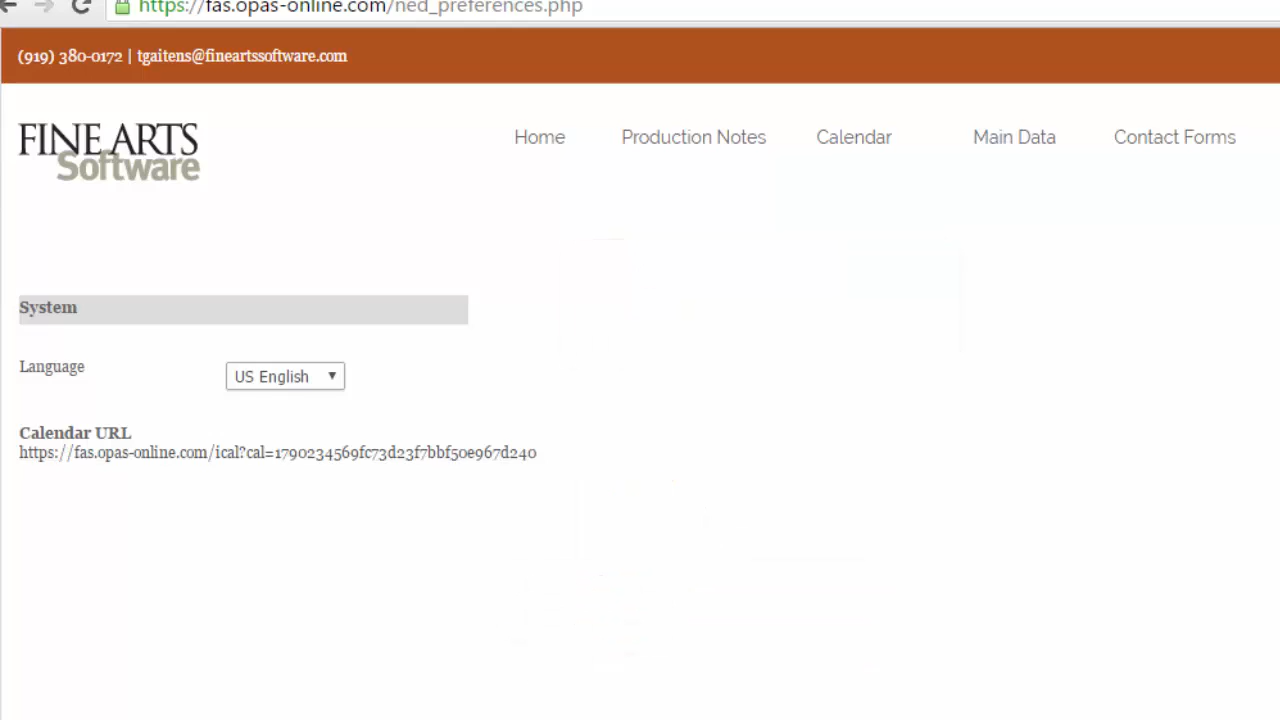 https://fas.opas-online.com/ned_preferences.php
(919) 380-0172 | tgaitens@fineartssoftware.com
FINE ARTS
Software
Home Production Notes Calendar Main Data Contact Forms
System
Language US English
Calendar URL
https://fas.opas-online.com/ical?cal=1790234569fc73d23f7bbf50e967d240